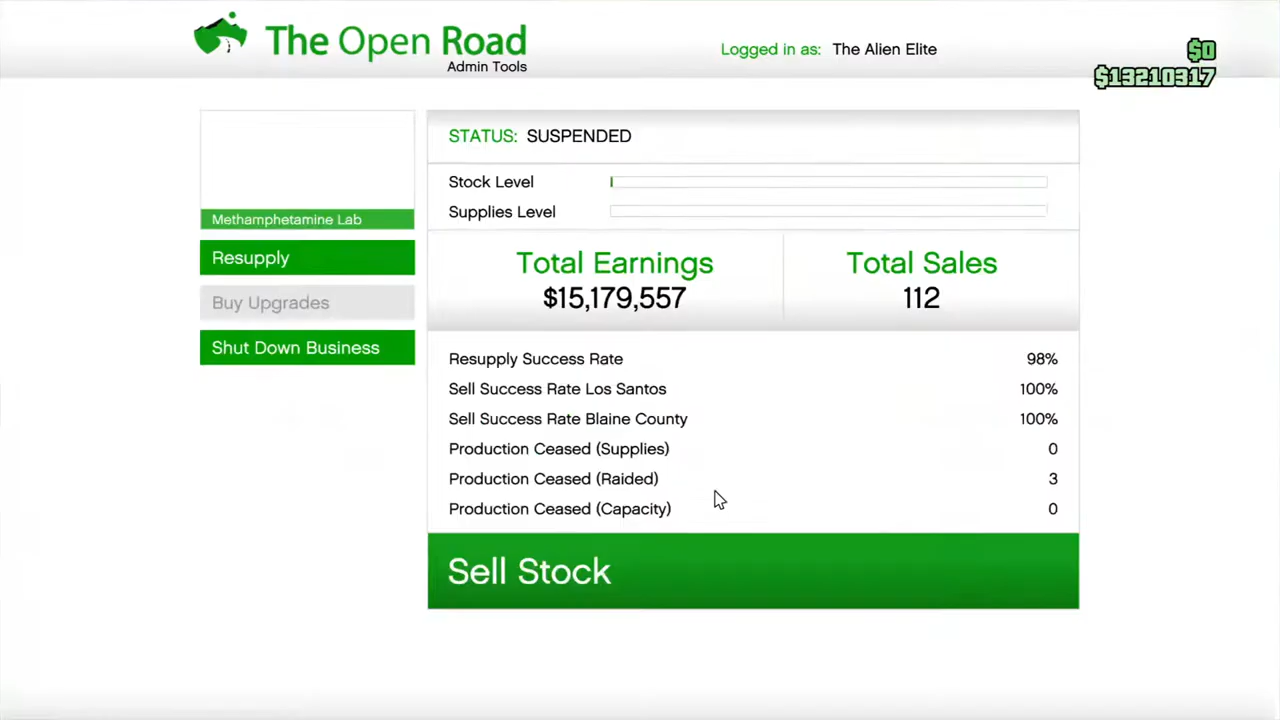 The Open Road
Admin Tools
Logged in as: The Alien Elite
$0
$13210317
Methamphetamine Lab
Resupply
Buy Upgrades
Shut Down Business
STATUS: SUSPENDED
Stock Level
Supplies Level
Total Earnings
$15,179,557
Total Sales
112
Resupply Success Rate 98%
Sell Success Rate Los Santos 100%
Sell Success Rate Blaine County 100%
Production Ceased (Supplies) 0
Production Ceased (Raided) 3
Production Ceased (Capacity) 0
Sell Stock